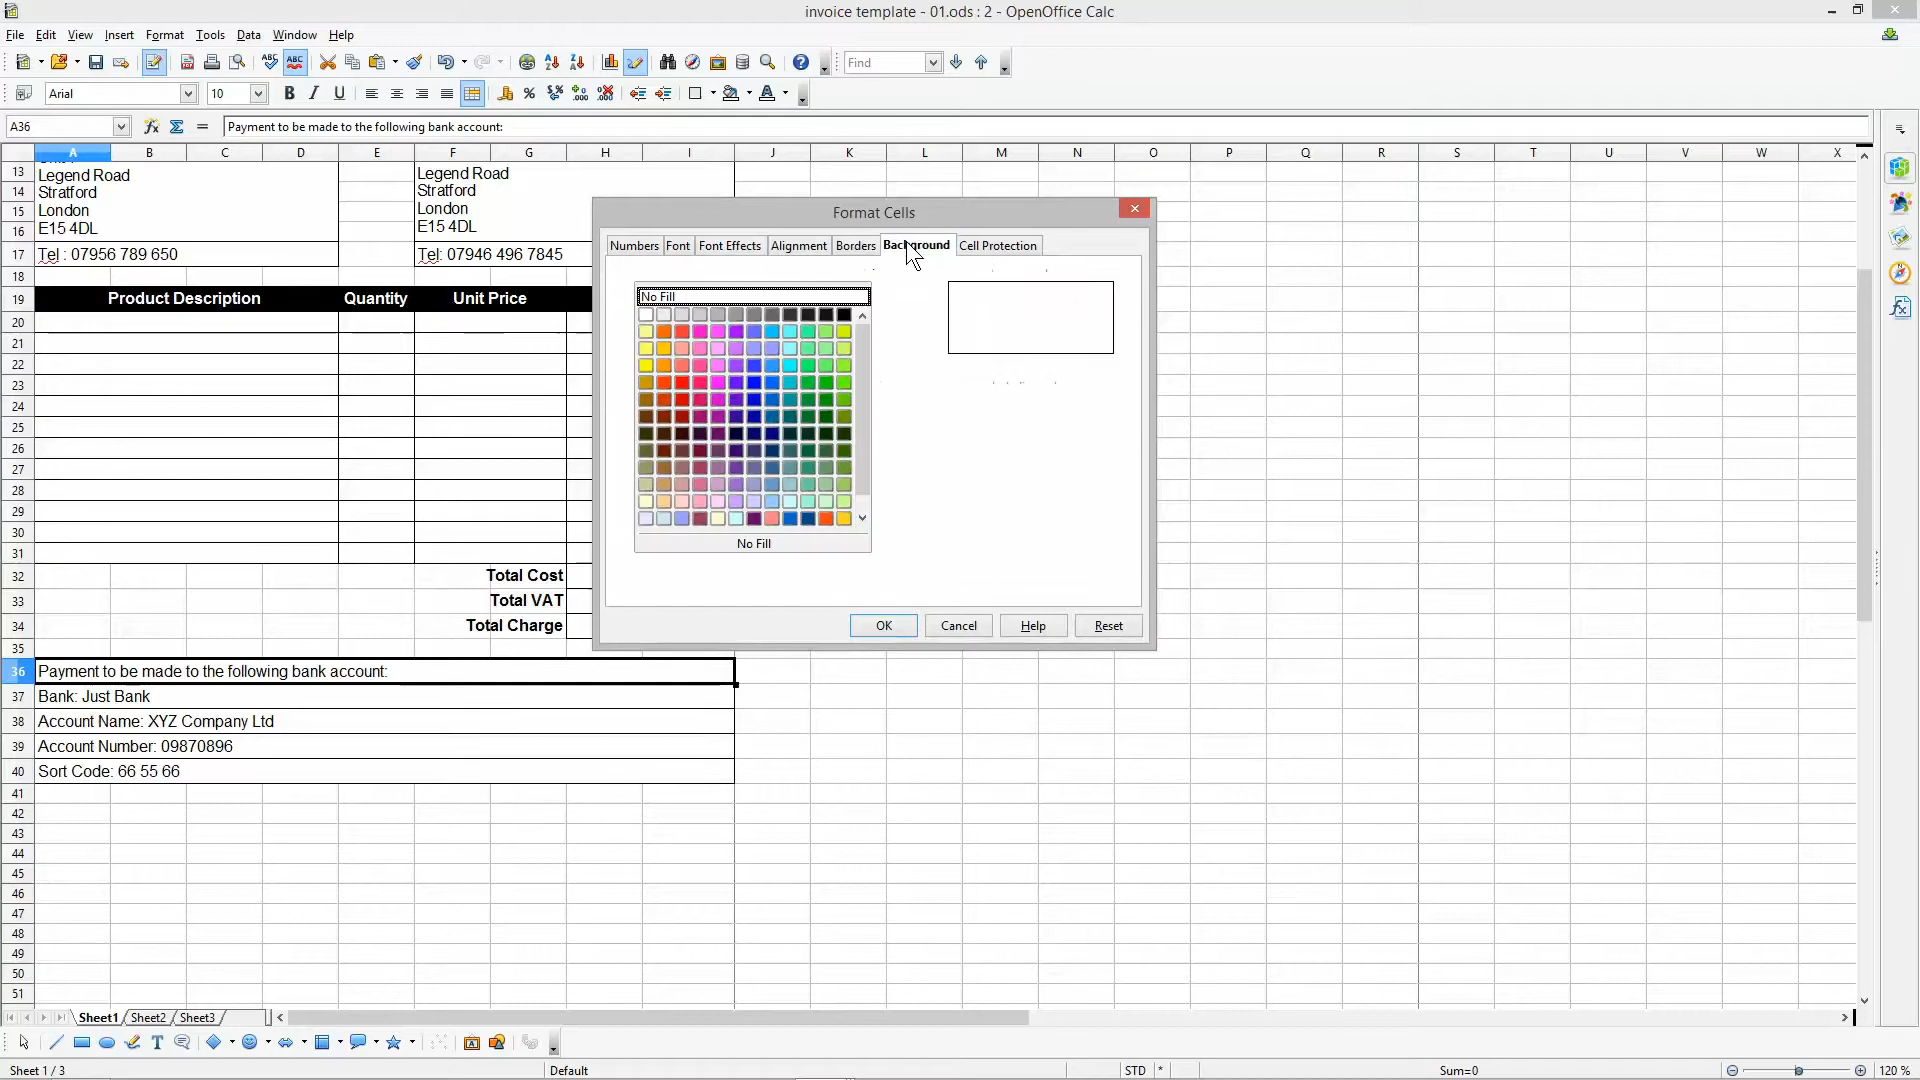 invoice template - 01.ods : 2 - OpenOffice Calc
File Edit View Insert Format Tools Data Window Help
Find
Arial 10
A36 Payment to be made to the following bank account:
A B C D E F G H I J K L M N O P Q R S T U V W X
13 Legend Road Legend Road
14 Stratford Stratford
15 London London
16 E15 4DL E15 4DL
17 Tel : 07956 789 650 Tel: 07946 496 7845
18
19 Product Description Quantity Unit Price
20
21
22
23
24
25
26
27
28
29
30
31
32 Total Cost
33 Total VAT
34 Total Charge
35
36 Payment to be made to the following bank account:
37 Bank: Just Bank
38 Account Name: XYZ Company Ltd
39 Account Number: 09870896
40 Sort Code: 66 55 66
41
42
43
44
45
46
47
48
49
50
51
Format Cells
Numbers Font Font Effects Alignment Borders Background Cell Protection
No Fill
No Fill
OK Cancel Help Reset
Sheet1 Sheet2 Sheet3
Sheet 1 / 3 Default STD * Sum=0 120 %